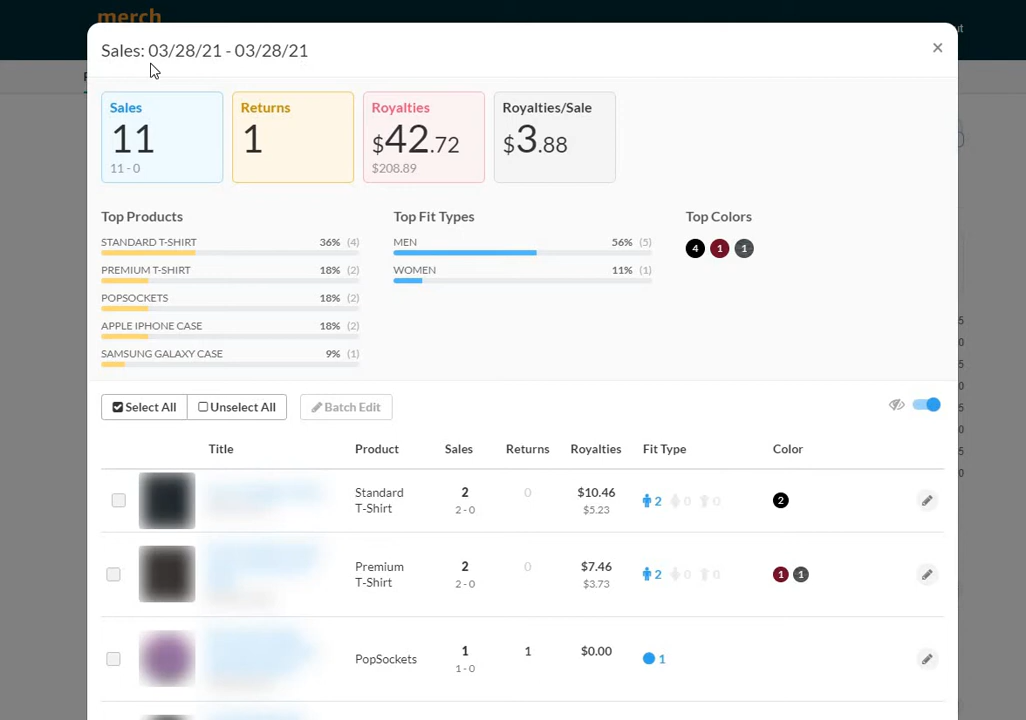 merch
Sales: 03/28/21 - 03/28/21
Sales
11
11 - 0
Returns
1
Royalties
$42.72
$208.89
Royalties/Sale
$3.88
Top Products
STANDARD T-SHIRT 36% (4)
PREMIUM T-SHIRT 18% (2)
POPSOCKETS 18% (2)
APPLE IPHONE CASE 18% (2)
SAMSUNG GALAXY CASE 9% (1)
Top Fit Types
MEN 56% (5)
WOMEN 11% (1)
Top Colors
4 1 1
Select All Unselect All Batch Edit
Title Product Sales Returns Royalties Fit Type Color
Standard T-Shirt
2
2 - 0
0
$10.46
$5.23
2 0 0
2
Premium T-Shirt
2
2 - 0
0
$7.46
$3.73
2 0 0
1 1
PopSockets
1
1 - 0
1
$0.00
1